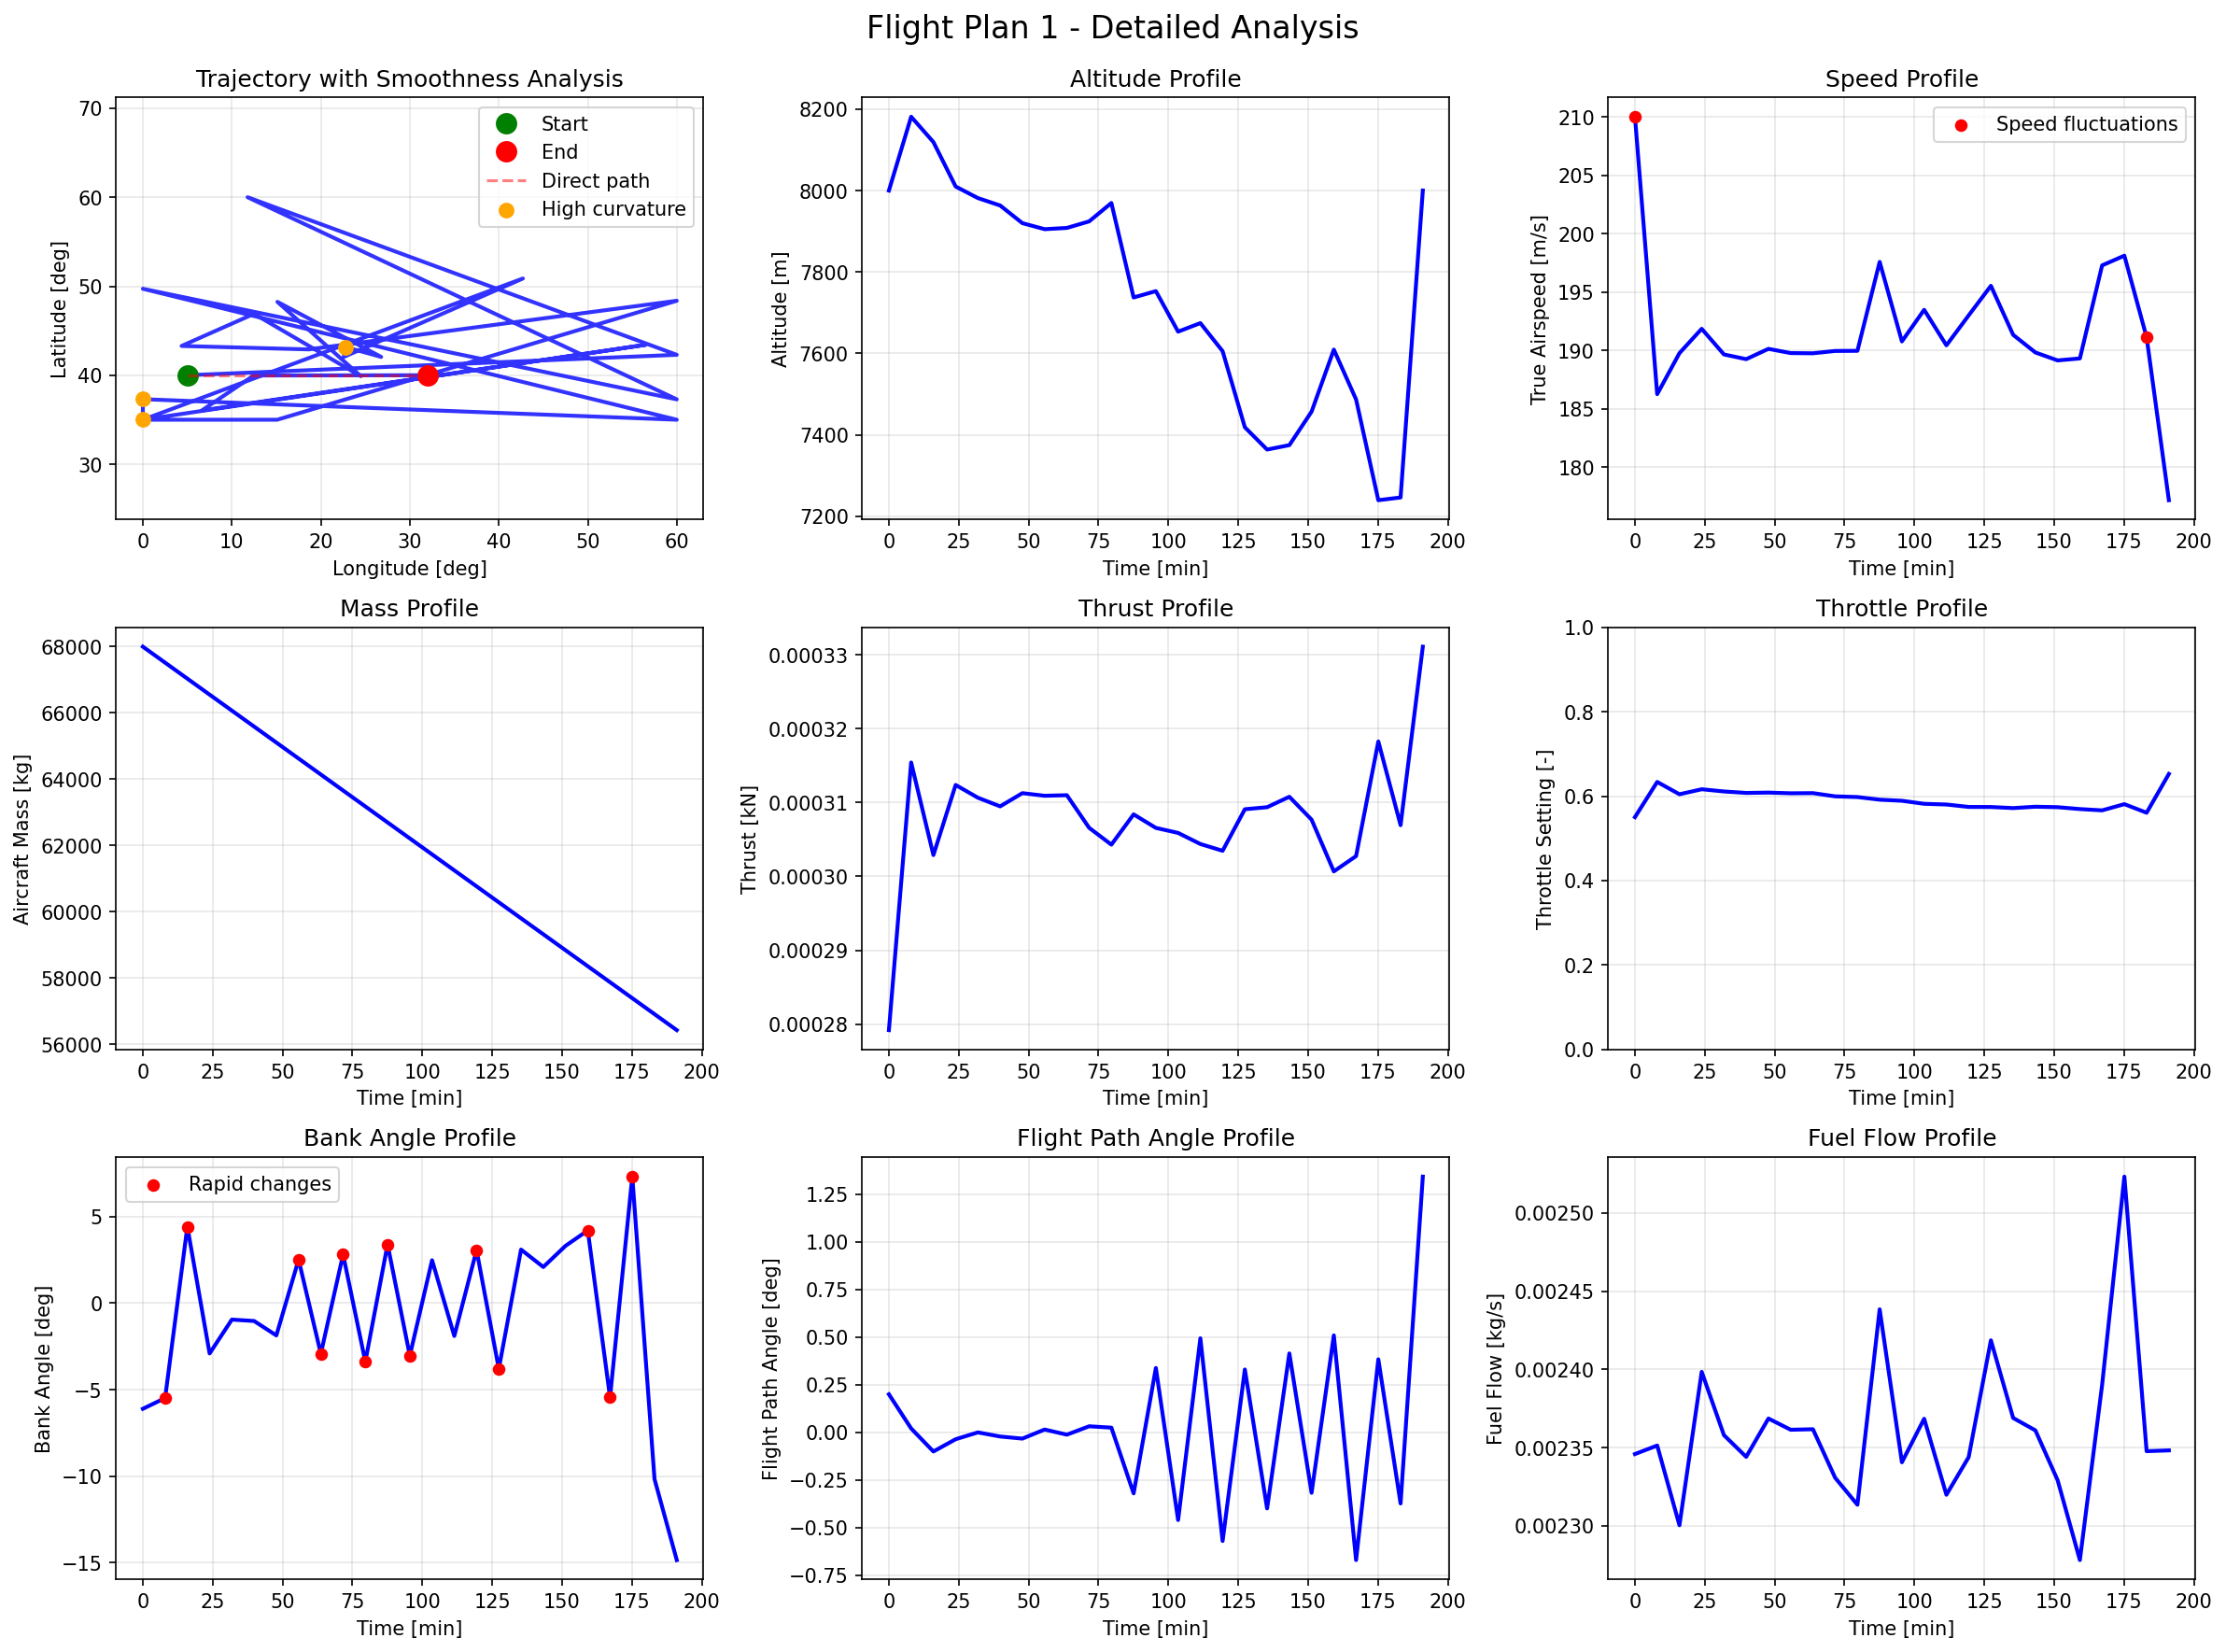 Flight Plan 1 - Detailed Analysis
Trajectory with Smoothness Analysis
Start
End
Direct path
High curvature
70
60
50
40
30
Latitude [deg]
0 10 20 30 40 50 60
Longitude [deg]
Altitude Profile
8200
8000
7800
7600
7400
7200
Altitude [m]
0 25 50 75 100 125 150 175 200
Time [min]
Speed Profile
Speed fluctuations
210
205
200
195
190
185
180
True Airspeed [m/s]
0 25 50 75 100 125 150 175 200
Time [min]
Mass Profile
68000
66000
64000
62000
60000
58000
56000
Aircraft Mass [kg]
0 25 50 75 100 125 150 175 200
Time [min]
Thrust Profile
0.00033
0.00032
0.00031
0.00030
0.00029
0.00028
Thrust [kN]
0 25 50 75 100 125 150 175 200
Time [min]
Throttle Profile
1.0
0.8
0.6
0.4
0.2
0.0
Throttle Setting [-]
0 25 50 75 100 125 150 175 200
Time [min]
Bank Angle Profile
Rapid changes
5
0
−5
−10
−15
Bank Angle [deg]
0 25 50 75 100 125 150 175 200
Time [min]
Flight Path Angle Profile
1.25
1.00
0.75
0.50
0.25
0.00
−0.25
−0.50
−0.75
Flight Path Angle [deg]
0 25 50 75 100 125 150 175 200
Time [min]
Fuel Flow Profile
0.00250
0.00245
0.00240
0.00235
0.00230
Fuel Flow [kg/s]
0 25 50 75 100 125 150 175 200
Time [min]